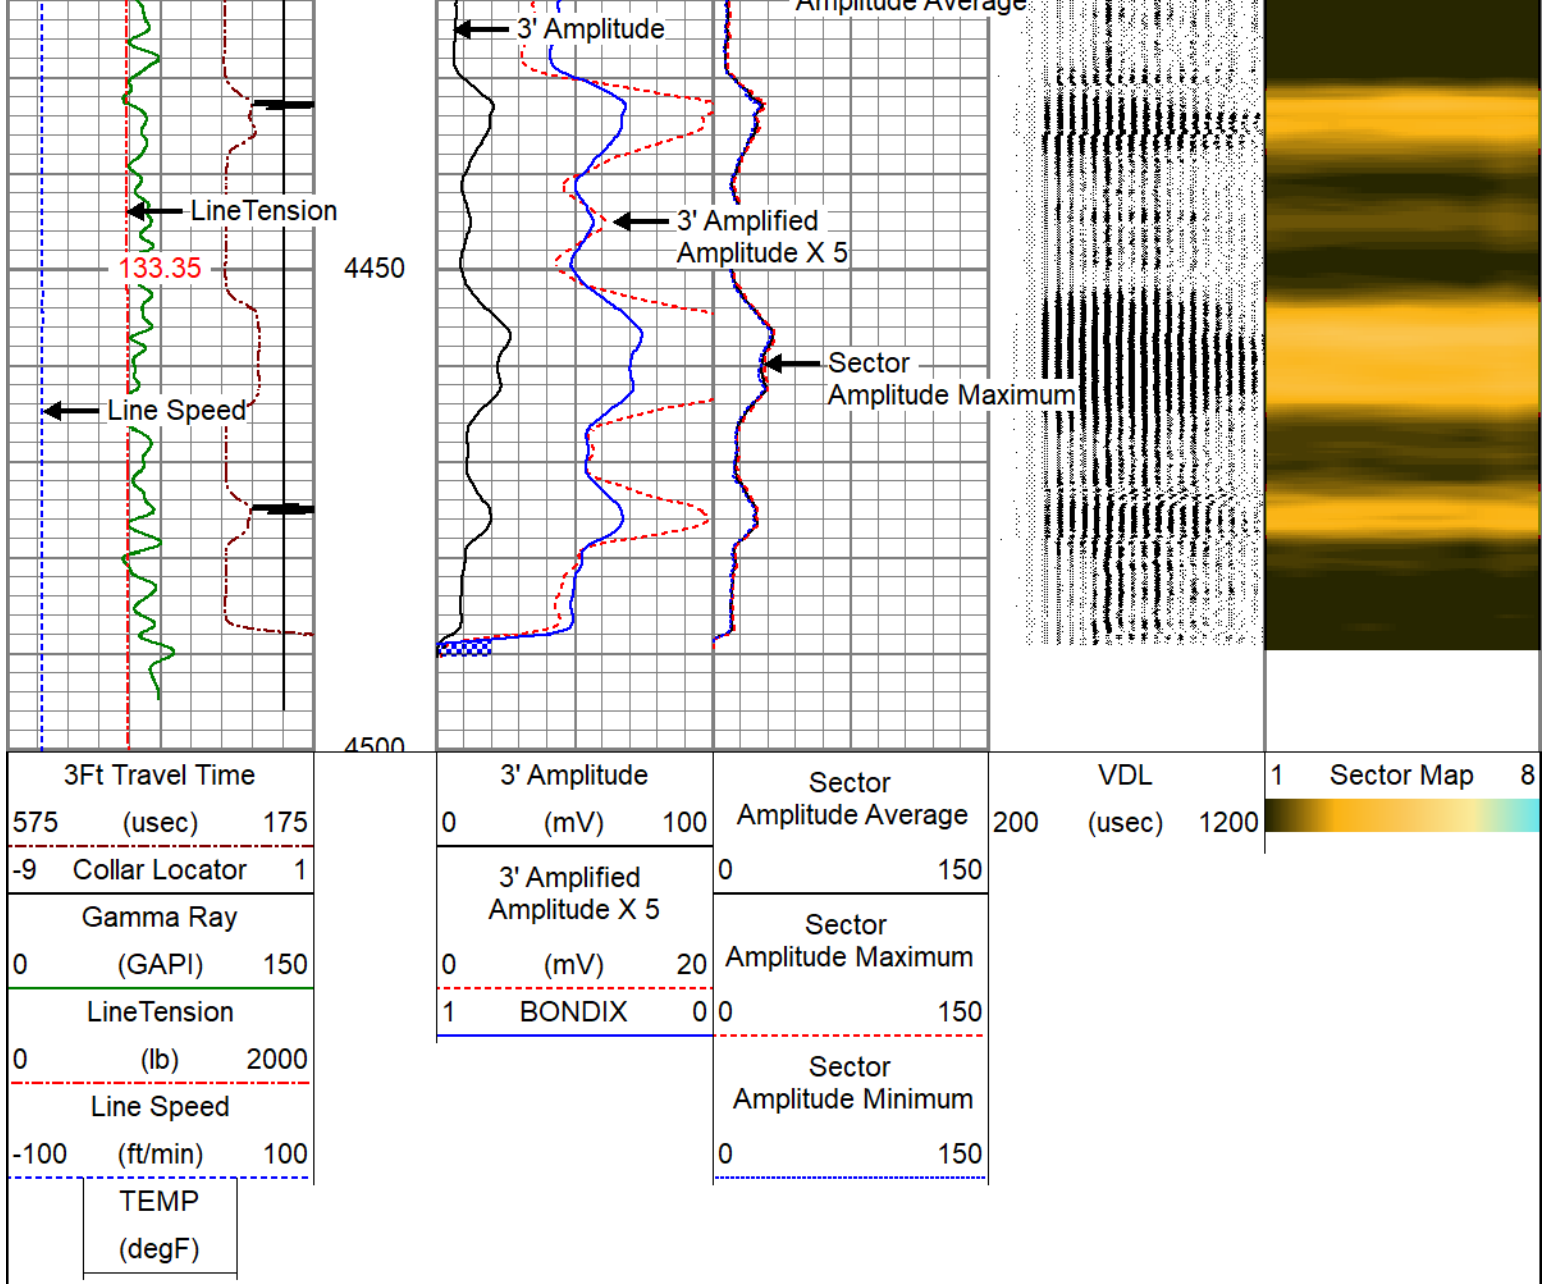 Amplitude Average
3' Amplitude
LineTension
3' Amplified
Amplitude X 5
133.35
4450
Sector
Amplitude Maximum
Line Speed
4500
3Ft Travel Time
575 (usec) 175
-9 Collar Locator 1
Gamma Ray
0 (GAPI) 150
LineTension
0 (lb) 2000
Line Speed
-100 (ft/min) 100
TEMP
(degF)
3' Amplitude
0 (mV) 100
3' Amplified
Amplitude X 5
0 (mV) 20
1 BONDIX 0
Sector
Amplitude Average
0 150
Sector
Amplitude Maximum
0 150
Sector
Amplitude Minimum
0 150
VDL
200 (usec) 1200
1 Sector Map 8